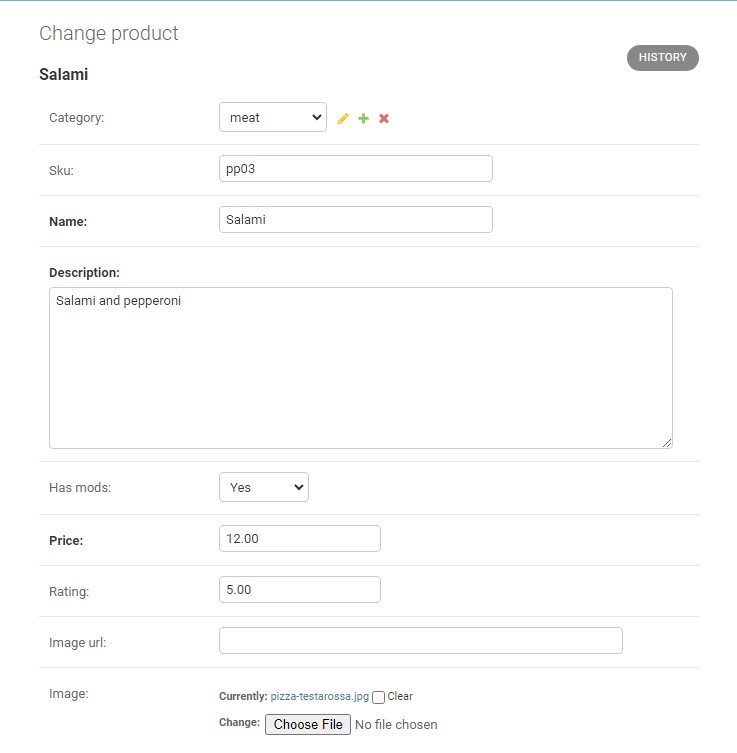 Change product
HISTORY
Salami
Category: meat
Sku: pp03
Name: Salami
Description:
Salami and pepperoni
Has mods: Yes
Price: 12.00
Rating: 5.00
Image url:
Image: Currently: pizza-testarossa.jpg Clear
Change: Choose File No file chosen